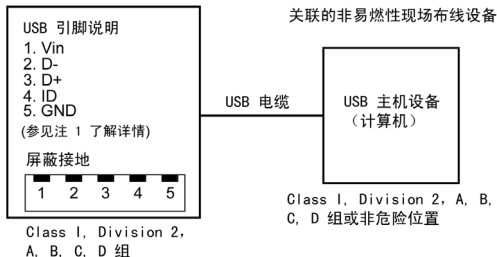 USB 引脚说明
1. Vin
2. D-
3. D+
4. ID
5. GND
(参见注 1 了解详情)
屏蔽接地
1 2 3 4 5
Class I, Division 2,
A, B, C, D 组
USB 电缆
关联的非易燃性现场布线设备
USB 主机设备
(计算机)
Class I, Division 2, A, B,
C, D 组或非危险位置